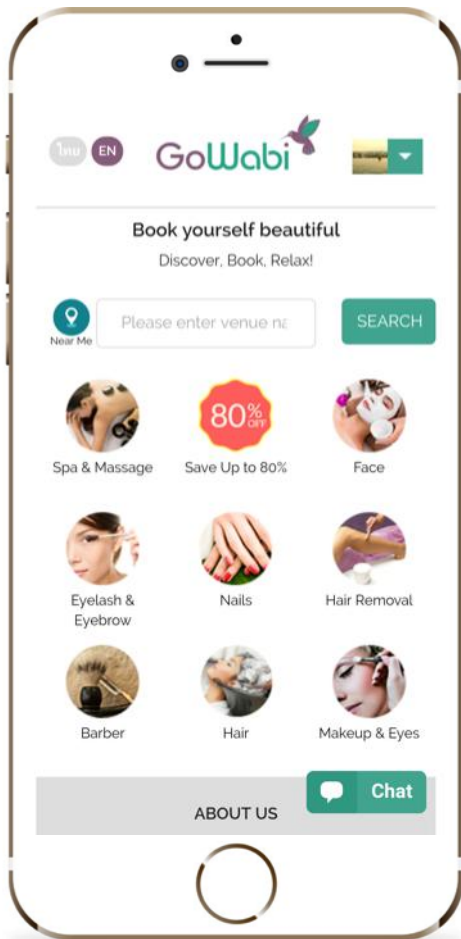 ไทย
EN
GoWabi
Book yourself beautiful
Discover, Book, Relax!
Near Me
Please enter venue na
SEARCH
80% OFF
Spa & Massage
Save Up to 80%
Face
Eyelash &
Eyebrow
Nails
Hair Removal
Barber
Hair
Makeup & Eyes
Chat
ABOUT US